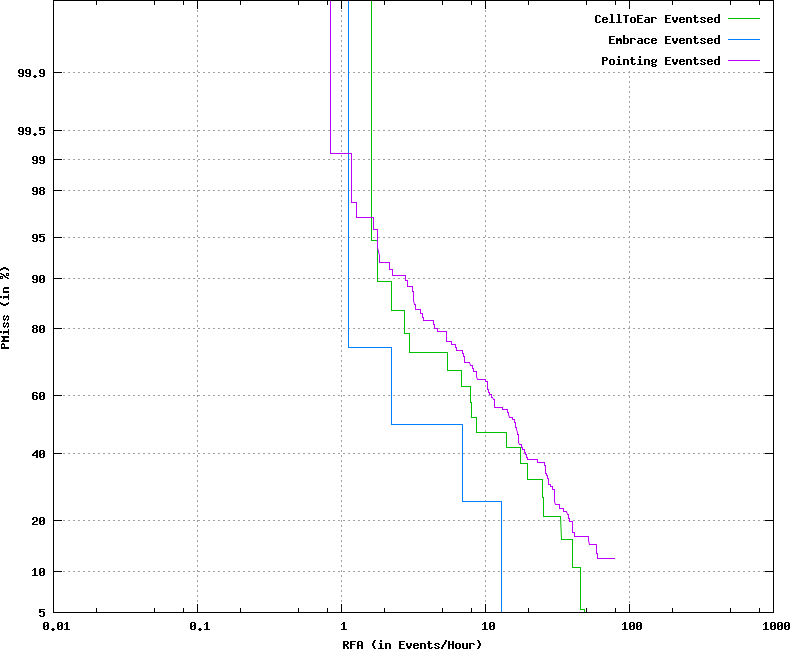 CellToEar Eventsed
Embrace Eventsed
Pointing Eventsed
99.9
99.5
99
98
95
90
80
60
40
20
10
5
PMiss (in %)
0.01 0.1 1 10 100 1000
RFA (in Events/Hour)